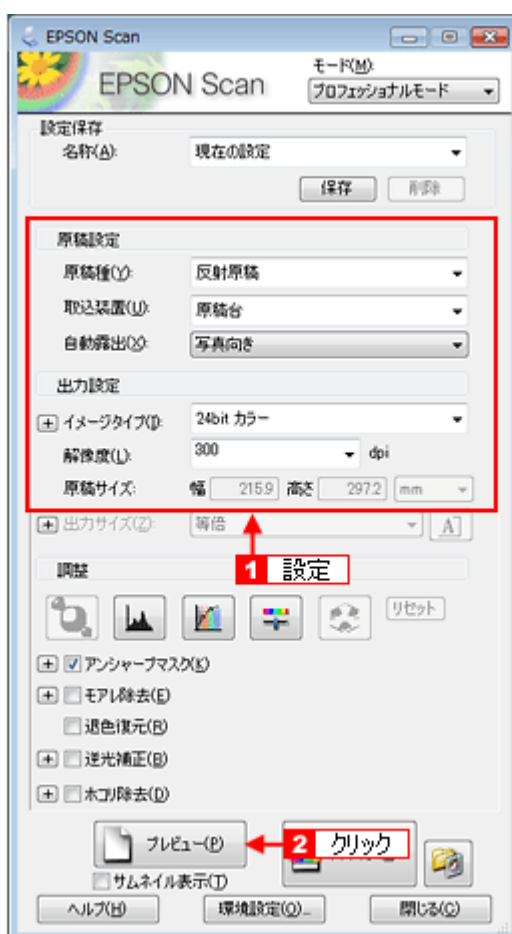 EPSON Scan
EPSON Scan
モード(M):
プロフェッショナルモード
設定保存
名称(A):
現在の設定
保存
削除
原稿設定
原稿種(Y):
反射原稿
取込装置(U):
原稿台
自動露出(X):
写真向き
出力設定
イメージタイプ(I):
24bit カラー
解像度(L):
300
dpi
原稿サイズ:
幅 215.9 高さ 297.2 mm
出力サイズ(Z):
等倍
1 設定
調整
リセット
アンシャープマスク(K)
モアレ除去(E)
退色復元(R)
逆光補正(B)
ホコリ除去(D)
プレビュー(P)
2 クリック
サムネイル表示(T)
ヘルプ(H)
環境設定(O)...
閉じる(C)